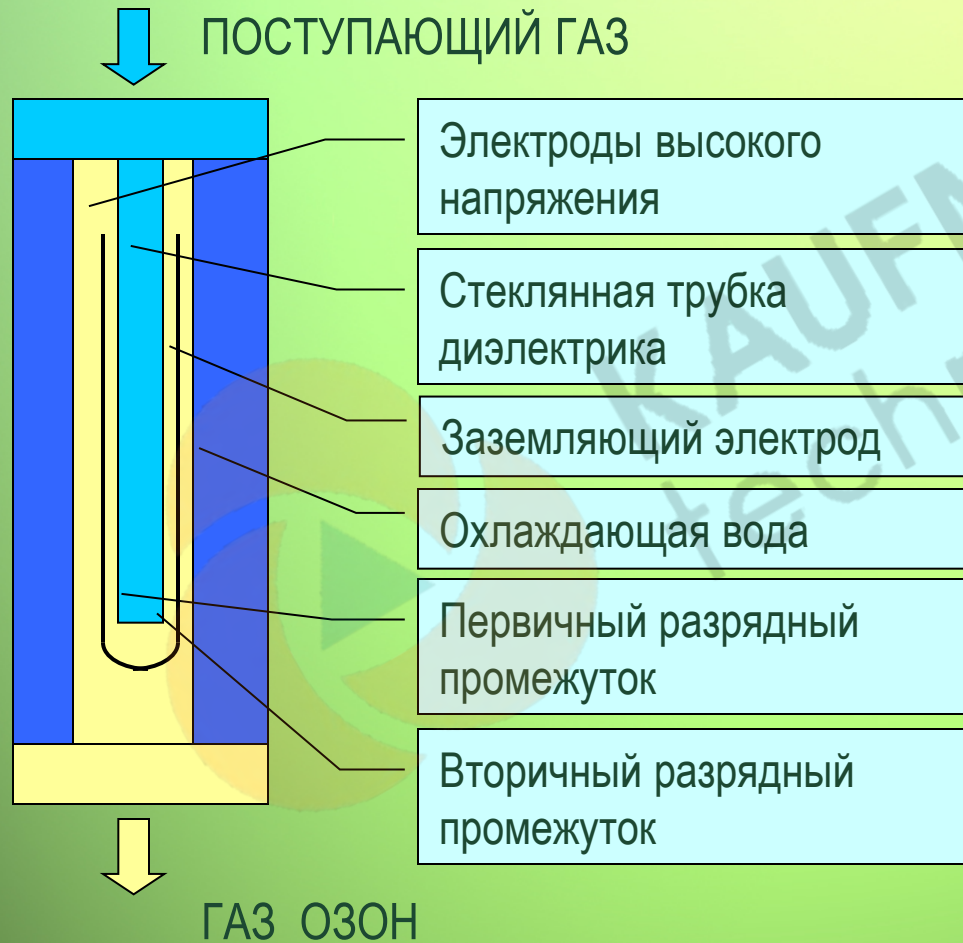 ПОСТУПАЮЩИЙ ГАЗ
Электроды высокого
напряжения
Стеклянная трубка
диэлектрика
Заземляющий электрод
Охлаждающая вода
Первичный разрядный
промежуток
Вторичный разрядный
промежуток
ГАЗ ОЗОН